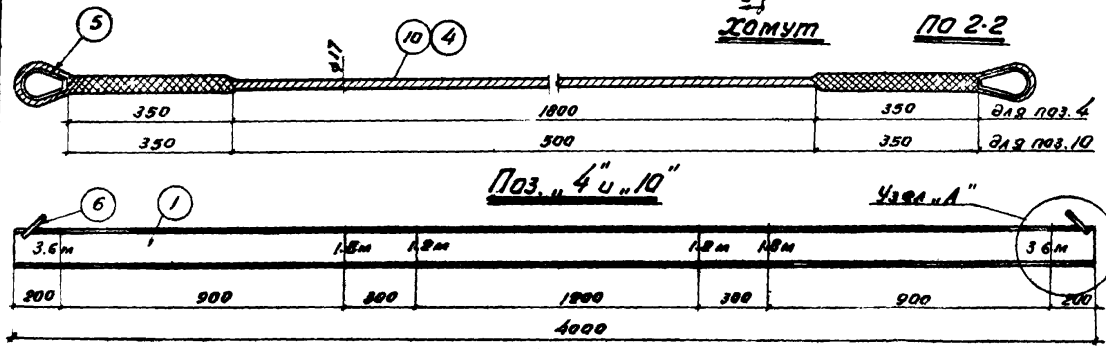 Хомут
По 2-2
5
10 4
ø17
350 1800 350 для поз. 4
350 500 350 для поз. 10
Поз. „4" и „10"
Узел „А"
6
1
3.6м 1.8м 1.2м 1.2м 1.8м 3.6м
200 900 300 1200 300 900 200
4000